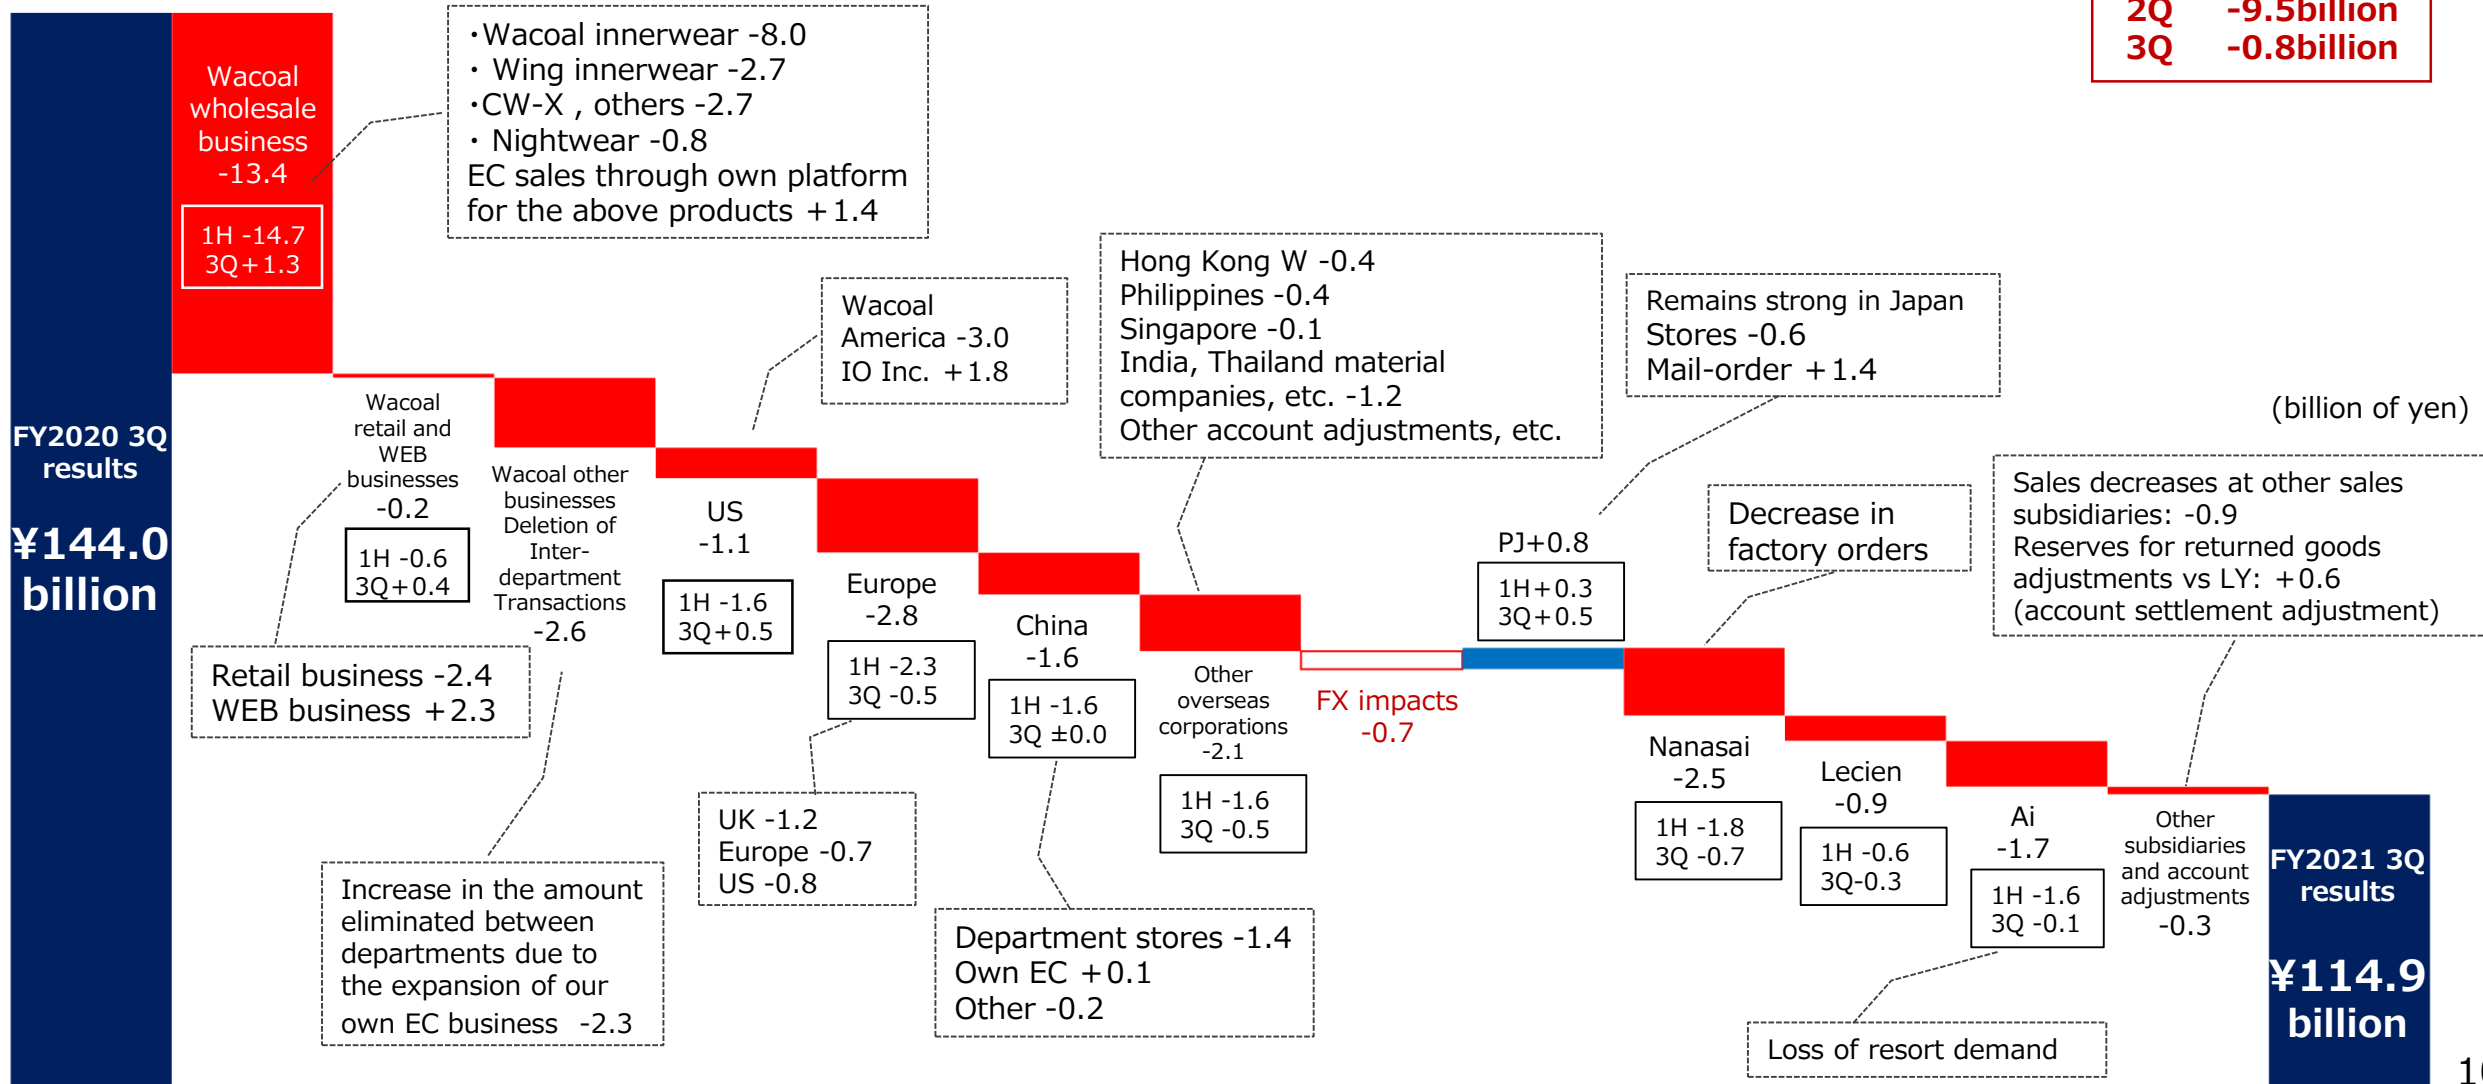 2Q -9.5billion
3Q -0.8billion
・Wacoal innerwear -8.0
・ Wing innerwear -2.7
・CW-X , others -2.7
・ Nightwear -0.8
EC sales through own platform
for the above products +1.4
Wacoal
wholesale
business
-13.4
1H -14.7
3Q+1.3
FY2020 3Q
results
¥144.0
billion
Wacoal
retail and
WEB
businesses
-0.2
1H -0.6
3Q+0.4
Retail business -2.4
WEB business +2.3
Wacoal other
businesses
Deletion of
Inter-
department
Transactions
-2.6
Increase in the amount
eliminated between
departments due to
the expansion of our
own EC business -2.3
Wacoal
America -3.0
IO Inc. +1.8
US
-1.1
1H -1.6
3Q+0.5
Europe
-2.8
1H -2.3
3Q -0.5
UK -1.2
Europe -0.7
US -0.8
China
-1.6
1H -1.6
3Q ±0.0
Department stores -1.4
Own EC +0.1
Other -0.2
Hong Kong W -0.4
Philippines -0.4
Singapore -0.1
India, Thailand material
companies, etc. -1.2
Other account adjustments, etc.
Other
overseas
corporations
-2.1
1H -1.6
3Q -0.5
FX impacts
-0.7
Remains strong in Japan
Stores -0.6
Mail-order +1.4
PJ+0.8
1H+0.3
3Q+0.5
Decrease in
factory orders
Nanasai
-2.5
1H -1.8
3Q -0.7
Lecien
-0.9
1H -0.6
3Q-0.3
Ai
-1.7
1H -1.6
3Q -0.1
Loss of resort demand
(billion of yen)
Sales decreases at other sales
subsidiaries: -0.9
Reserves for returned goods
adjustments vs LY: +0.6
(account settlement adjustment)
Other
subsidiaries
and account
adjustments
-0.3
FY2021 3Q
results
¥114.9
billion